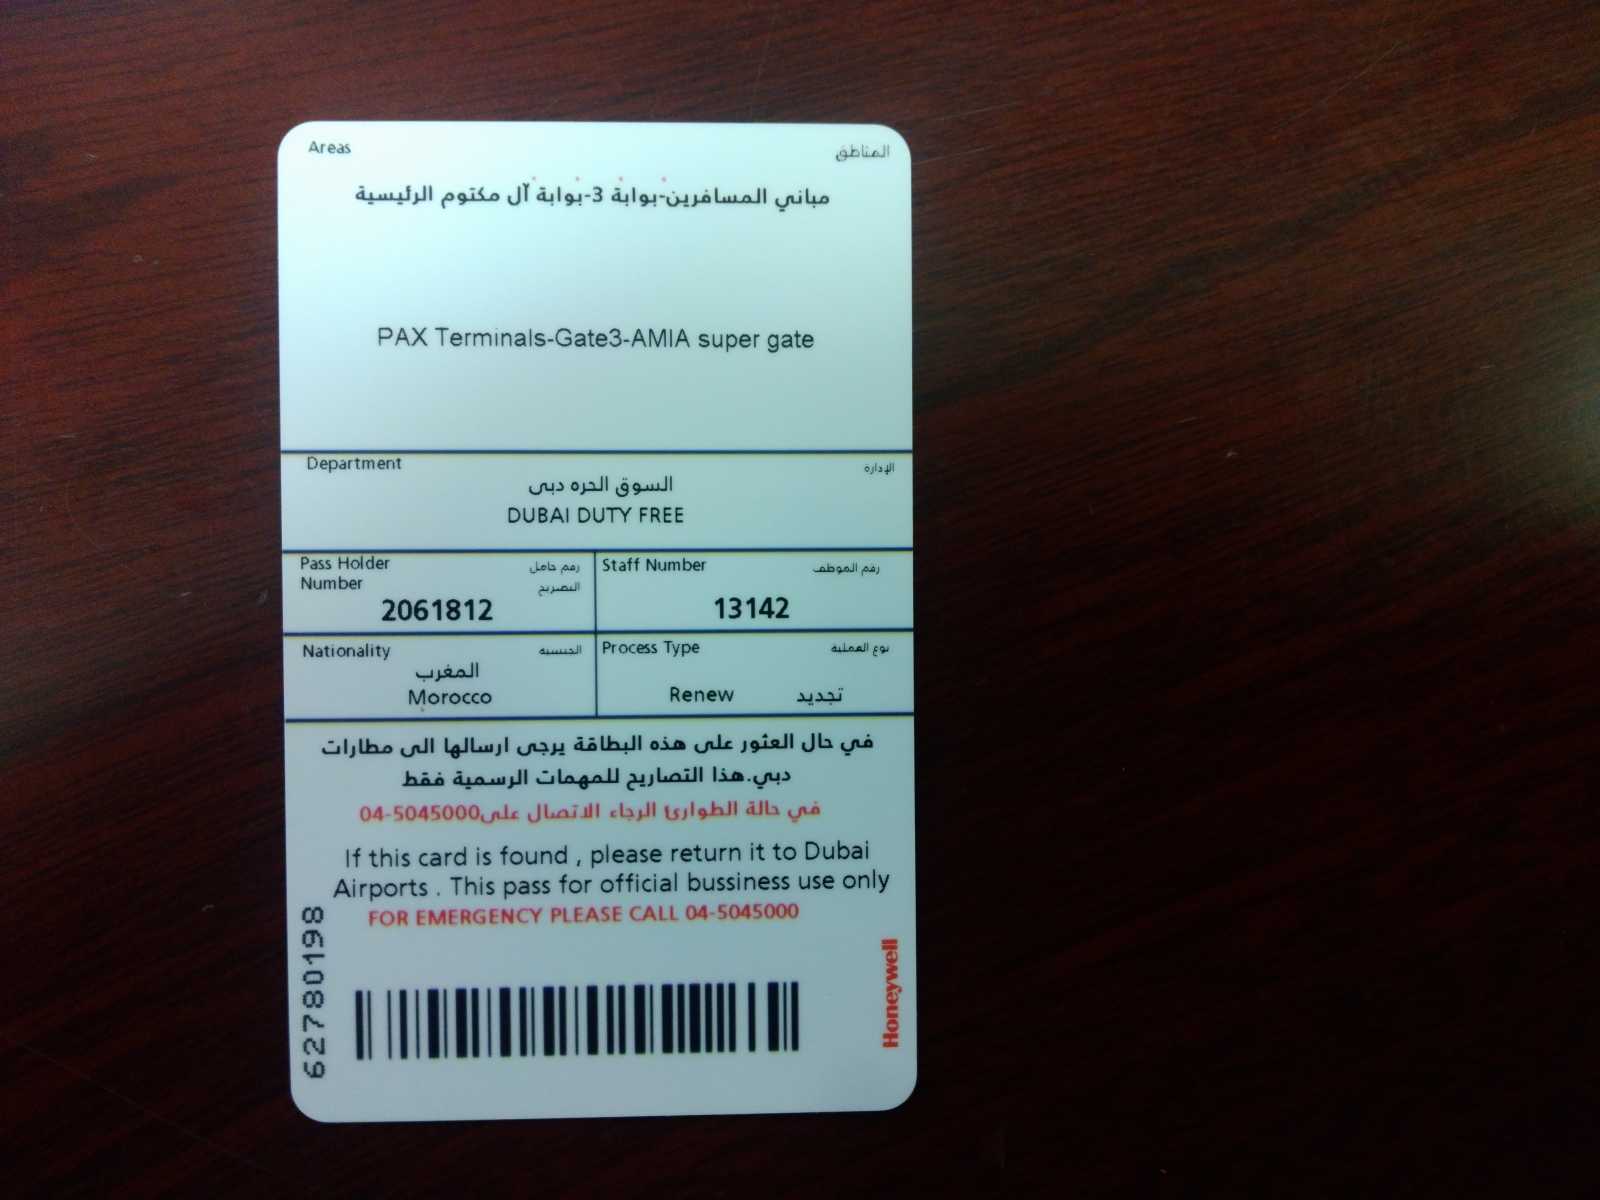 Areas
المناطق
مباني المسافرين-بوابة 3-بوابة آل مكتوم الرئيسية
PAX Terminals-Gate3-AMIA super gate
Department
الإدارة
السوق الحره دبى
DUBAI DUTY FREE
Pass Holder
Number
رقم حامل
التصريح
2061812
Staff Number
رقم الموظف
13142
Nationality
الجنسية
المغرب
Morocco
Process Type
نوع العملية
Renew
تجديد
في حال العثور على هذه البطاقة يرجى ارسالها الى مطارات
دبي.هذا التصاريح للمهمات الرسمية فقط
في حالة الطوارئ الرجاء الاتصال على04-5045000
If this card is found , please return it to Dubai
Airports . This pass for official bussiness use only
FOR EMERGENCY PLEASE CALL 04-5045000
62780198
Honeywell